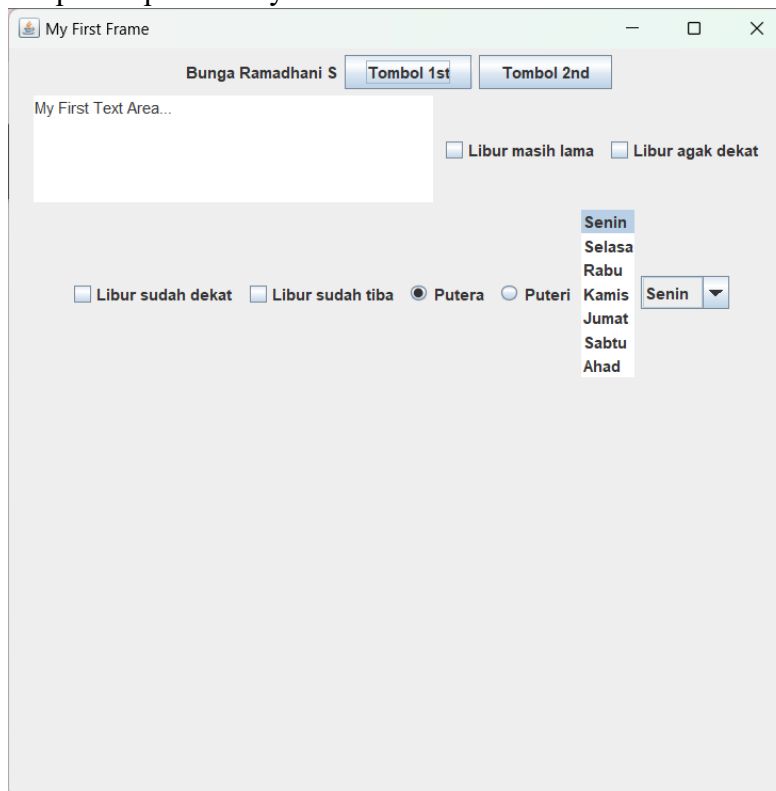 My First Frame
Bunga Ramadhani S Tombol 1st Tombol 2nd
My First Text Area...
Libur masih lama Libur agak dekat
Senin
Selasa
Rabu
Libur sudah dekat Libur sudah tiba Putera Puteri Kamis Senin
Jumat
Sabtu
Ahad